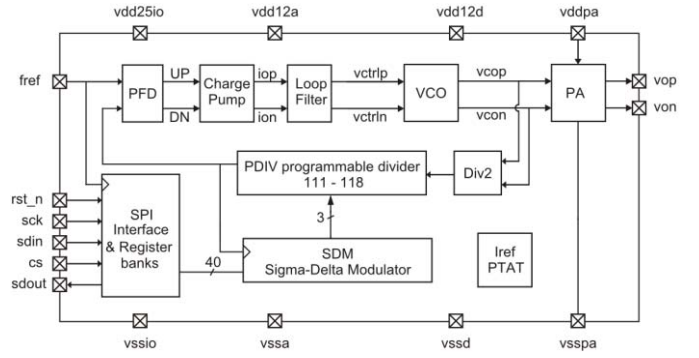 vdd25io vdd12a vdd12d vddpa
fref
PFD
UP
DN
Charge
Pump
iop
ion
Loop
Filter
vctrlp
vctrln
VCO
vcop
vcon
PA
vop
von
PDIV programmable divider
111 - 118
Div2
rst_n
sck
sdin
cs
sdout
SPI
Interface
& Register
banks
40
3
SDM
Sigma-Delta Modulator
Iref
PTAT
vssio vssa vssd vsspa